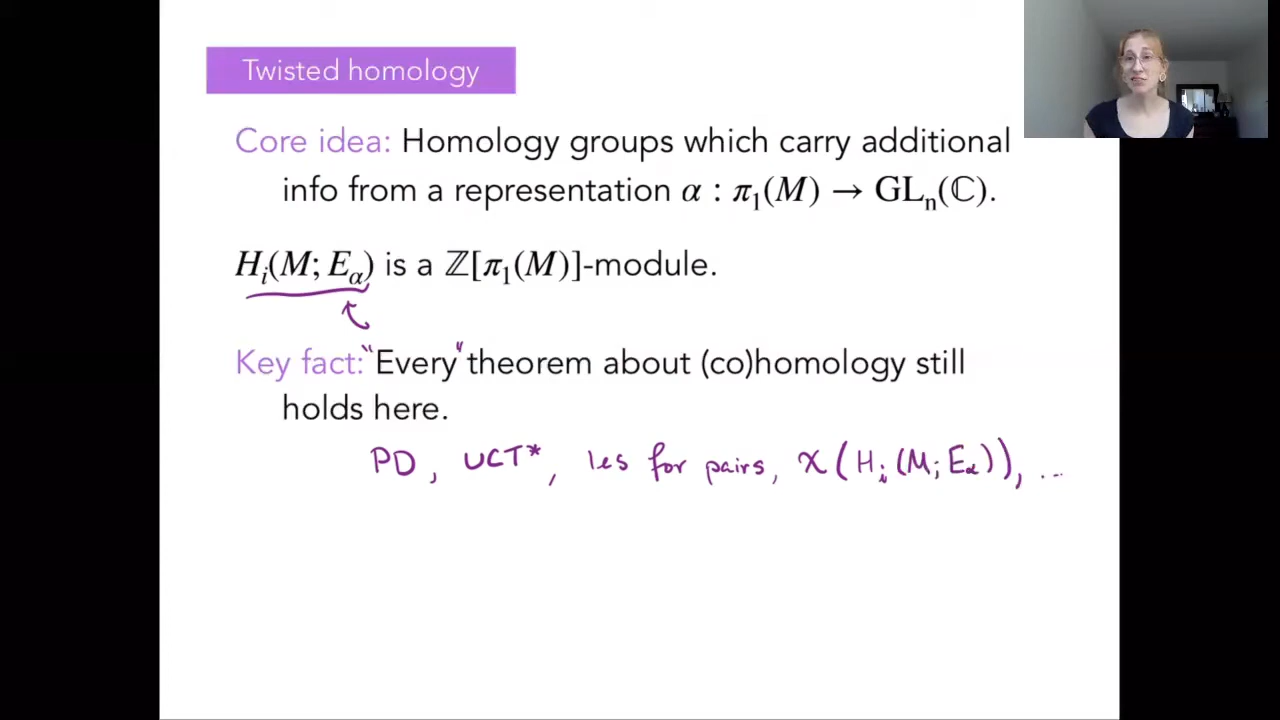 Twisted homology
Core idea: Homology groups which carry additional
info from a representation α : π₁(M) → GLₙ(ℂ).
Hᵢ(M; E_α) is a ℤ[π₁(M)]-module.
Key fact: "Every" theorem about (co)homology still
holds here.
PD, UCT*, les for pairs, χ(Hᵢ(M; E_α)), ...